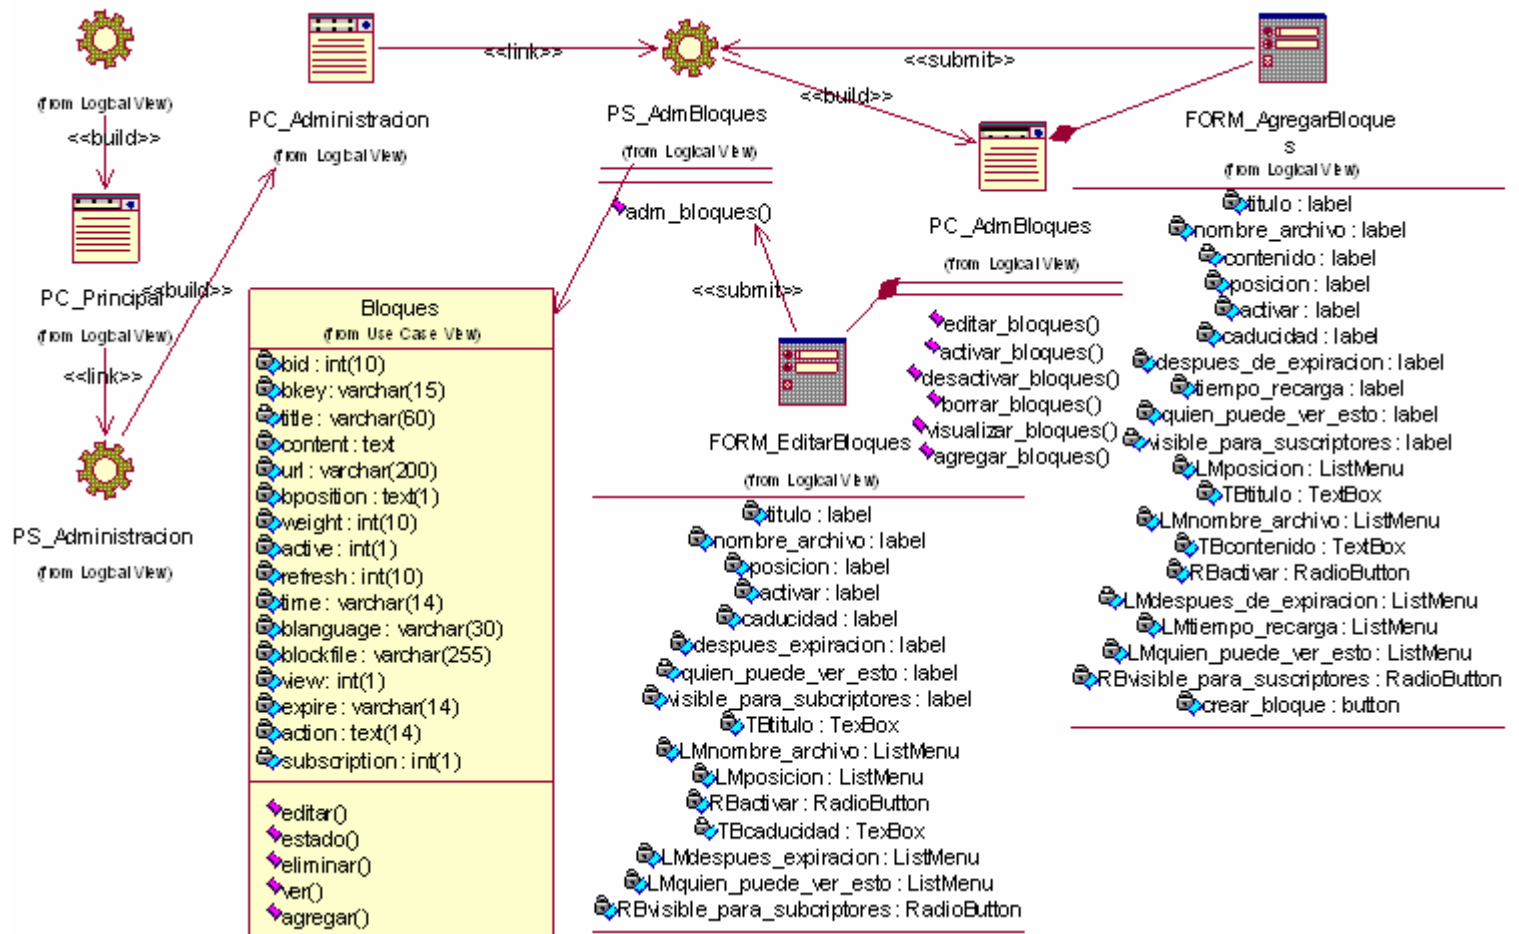 (from Logical View)
<<build>>
PC_Principal
(from Logical View)
<<link>>
PS_Administracion
(from Logical View)
<<build>>
PC_Administracion
(from Logical View)
<<link>>
PS_AdmBloques
(from Logical View)
adm_bloques()
<<submit>>
<<build>>
<<submit>>
PC_AdmBloques
(from Logical View)
editar_bloques()
activar_bloques()
desactivar_bloques()
borrar_bloques()
visualizar_bloques()
agregar_bloques()
Bloques
(from Use Case View)
bid : int(10)
bkey : varchar(15)
title : varchar(60)
content : text
url : varchar(200)
bposition : text(1)
weight : int(10)
active : int(1)
refresh : int(10)
time : varchar(14)
blanguage : varchar(30)
blockfile : varchar(255)
view : int(1)
expire : varchar(14)
action : text(14)
subscription : int(1)
editar()
estado()
eliminar()
ver()
agregar()
FORM_EditarBloques
(from Logical View)
titulo : label
nombre_archivo : label
posicion : label
activar : label
caducidad : label
despues_expiracion : label
quien_puede_ver_esto : label
visible_para_subcriptores : label
TBtitulo : TexBox
LMnombre_archivo : ListMenu
LMposicion : ListMenu
RBactivar : RadioButton
TBcaducidad : TexBox
LMdespues_expiracion : ListMenu
LMquien_puede_ver_esto : ListMenu
RBvisible_para_subcriptores : RadioButton
FORM_AgregarBloque
s
(from Logical View)
titulo : label
nombre_archivo : label
contenido : label
posicion : label
activar : label
caducidad : label
despues_de_expiracion : label
tiempo_recarga : label
quien_puede_ver_esto : label
visible_para_suscriptores : label
LMposicion : ListMenu
TBtitulo : TextBox
LMnombre_archivo : ListMenu
TBcontenido : TextBox
RBactivar : RadioButton
LMdespues_de_expiracion : ListMenu
LMtiempo_recarga : ListMenu
LMquien_puede_ver_esto : ListMenu
RBvisible_para_suscriptores : RadioButton
crear_bloque : button